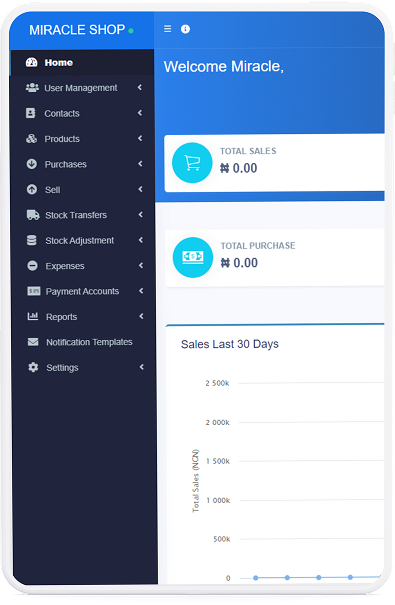 MIRACLE SHOP
Home
User Management
Contacts
Products
Purchases
Sell
Stock Transfers
Stock Adjustment
Expenses
Payment Accounts
Reports
Notification Templates
Settings
Welcome Miracle,
TOTAL SALES
₦ 0.00
TOTAL PURCHASE
₦ 0.00
Sales Last 30 Days
Total Sales (NGN)
2 500k
2 000k
1 500k
1 000k
500k
0